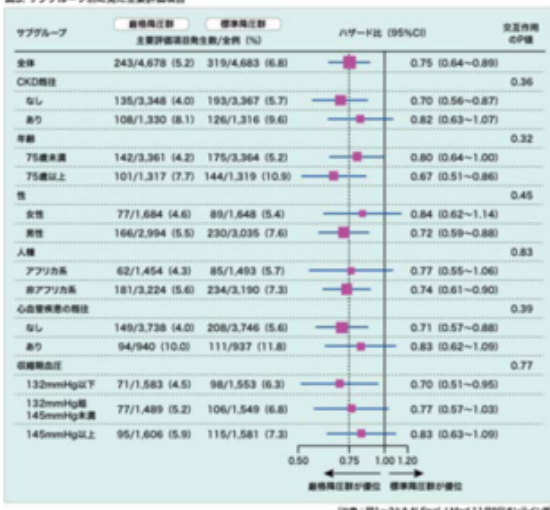 サブグループ 厳格降圧群 標準降圧群 ハザード比 (95%CI) 交互作用のP値
主要評価項目発生数/全例 (%)
全体 243/4,678 (5.2) 319/4,683 (6.8) 0.75 (0.64~0.89)
CKD既往 0.36
なし 135/3,348 (4.0) 193/3,367 (5.7) 0.70 (0.56~0.87)
あり 108/1,330 (8.1) 126/1,316 (9.6) 0.82 (0.63~1.07)
年齢 0.32
75歳未満 142/3,361 (4.2) 175/3,364 (5.2) 0.80 (0.64~1.00)
75歳以上 101/1,317 (7.7) 144/1,319 (10.9) 0.67 (0.51~0.86)
性 0.45
女性 77/1,684 (4.6) 89/1,648 (5.4) 0.84 (0.62~1.14)
男性 166/2,994 (5.5) 230/3,035 (7.6) 0.72 (0.59~0.88)
人種 0.83
アフリカ系 62/1,454 (4.3) 85/1,493 (5.7) 0.77 (0.55~1.06)
非アフリカ系 181/3,224 (5.6) 234/3,190 (7.3) 0.74 (0.61~0.90)
心血管疾患の既往 0.39
なし 149/3,738 (4.0) 208/3,746 (5.6) 0.71 (0.57~0.88)
あり 94/940 (10.0) 111/937 (11.8) 0.83 (0.62~1.09)
収縮期血圧 0.77
132mmHg以下 71/1,583 (4.5) 98/1,553 (6.3) 0.70 (0.51~0.95)
132mmHg超
145mmHg未満 77/1,489 (5.2) 106/1,549 (6.8) 0.77 (0.57~1.03)
145mmHg以上 95/1,606 (5.9) 115/1,581 (7.3) 0.83 (0.63~1.09)
0.50 0.75 1.00 1.20
厳格降圧群が優位 標準降圧群が優位